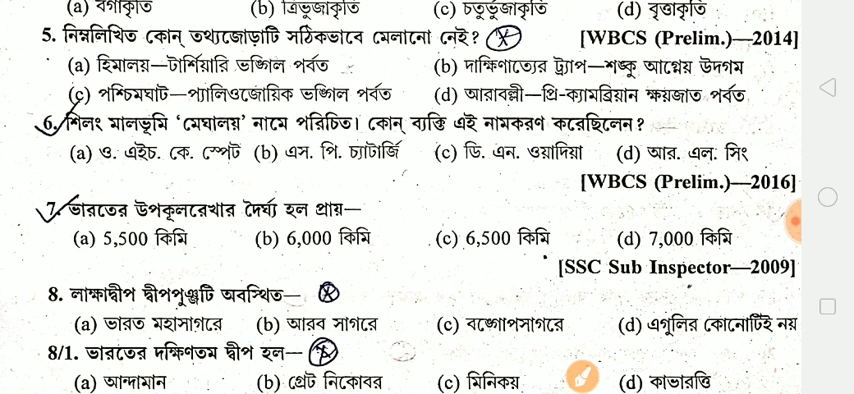 (a) বর্গাকৃতি (b) ত্রিভুজাকৃতি (c) চতুর্ভুজাকৃতি (d) বৃত্তাকৃতি
5. নিম্নলিখিত কোন্ তথ্যজোড়াটি সঠিকভাবে মেলানো নেই? [WBCS (Prelim.)—2014]
(a) হিমালয়—টার্শিয়ারি ভঙ্গিল পর্বত (b) দাক্ষিণাত্যের ট্র্যাপ—শঙ্কু আগ্নেয় উদগম
(c) পশ্চিমঘাট—প্যালিওজোয়িক ভঙ্গিল পর্বত (d) আরাবল্লী—প্রি-ক্যামব্রিয়ান ক্ষয়জাত পর্বত
6. শিলং মালভূমি ‘মেঘালয়’ নামে পরিচিত। কোন্ ব্যক্তি এই নামকরণ করেছিলেন?
(a) ও. এইচ. কে. স্পেট (b) এস. পি. চ্যাটার্জি (c) ডি. এন. ওয়াদিয়া (d) আর. এল. সিং
[WBCS (Prelim.)—2016]
7. ভারতের উপকূলরেখার দৈর্ঘ্য হল প্রায়—
(a) 5,500 কিমি (b) 6,000 কিমি (c) 6,500 কিমি (d) 7,000 কিমি
[SSC Sub Inspector—2009]
8. লাক্ষাদ্বীপ দ্বীপপুঞ্জটি অবস্থিত—
(a) ভারত মহাসাগরে (b) আরব সাগরে (c) বঙ্গোপসাগরে (d) এগুলির কোনোটিই নয়
8/1. ভারতের দক্ষিণতম দ্বীপ হল—
(a) আন্দামান (b) গ্রেট নিকোবর (c) মিনিকয় (d) কাভারত্তি